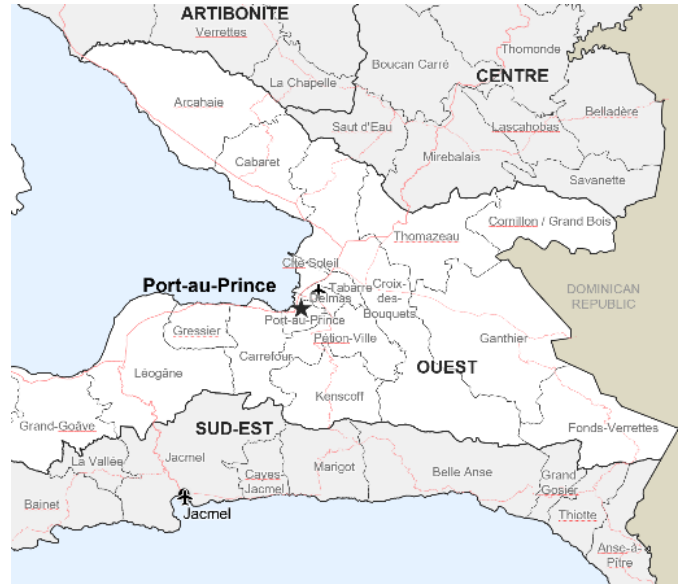 ARTIBONITE
Verrettes
Thomonde
Boucan Carré
CENTRE
La Chapelle
Arcahaie
Belladère
Saut d'Eau
Lascahobas
Cabaret
Mirebalais
Savanette
Cornillon / Grand Bois
Thomazeau
Cité Soleil
Port-au-Prince
Tabarre
Croix-
des-
Bouquets
Delmas
DOMINICAN
REPUBLIC
Port-au-Prince
Gressier
Pétion-Ville
Ganthier
Carrefour
OUEST
Léogâne
Kenscoff
Grand-Goâve
SUD-EST
Fonds-Verrettes
La Vallée
Jacmel
Marigot
Belle Anse
Cayes
Jacmel
Grand
Gosier
Bainet
Jacmel
Thiotte
Anse-à-
Pître